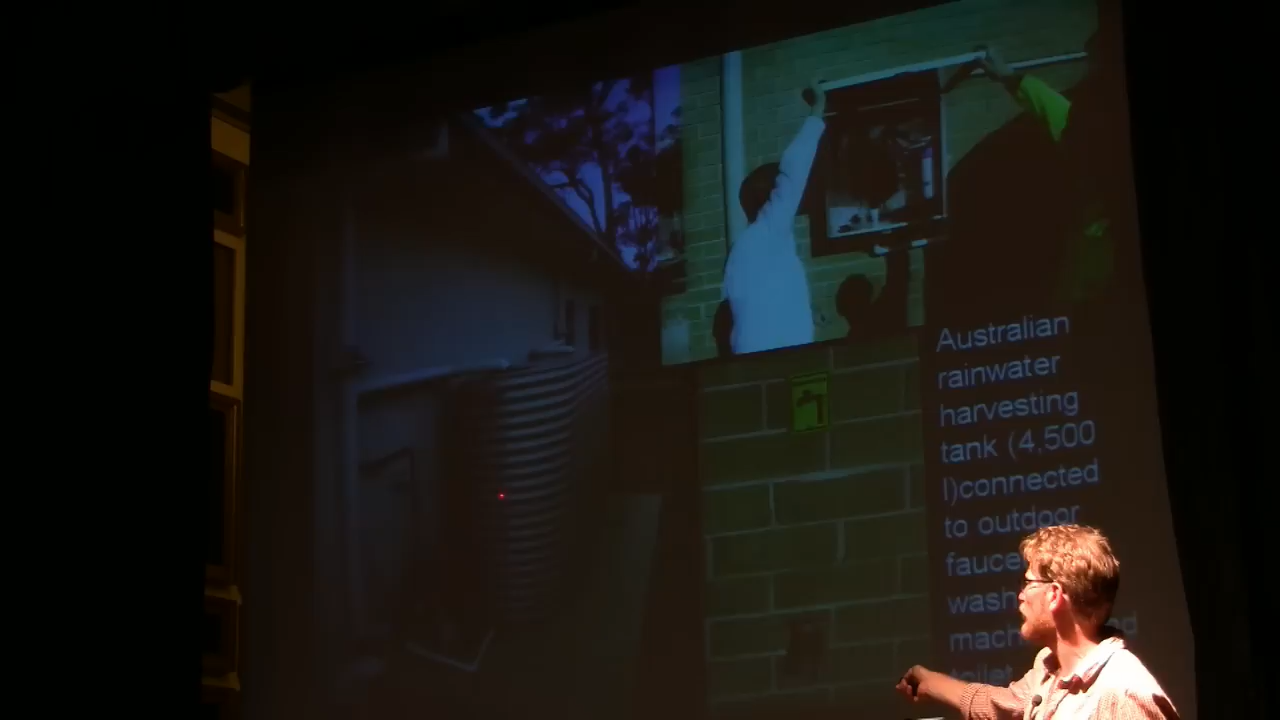 Australian
rainwater
harvesting
tank (4,500
l)connected
to outdoor